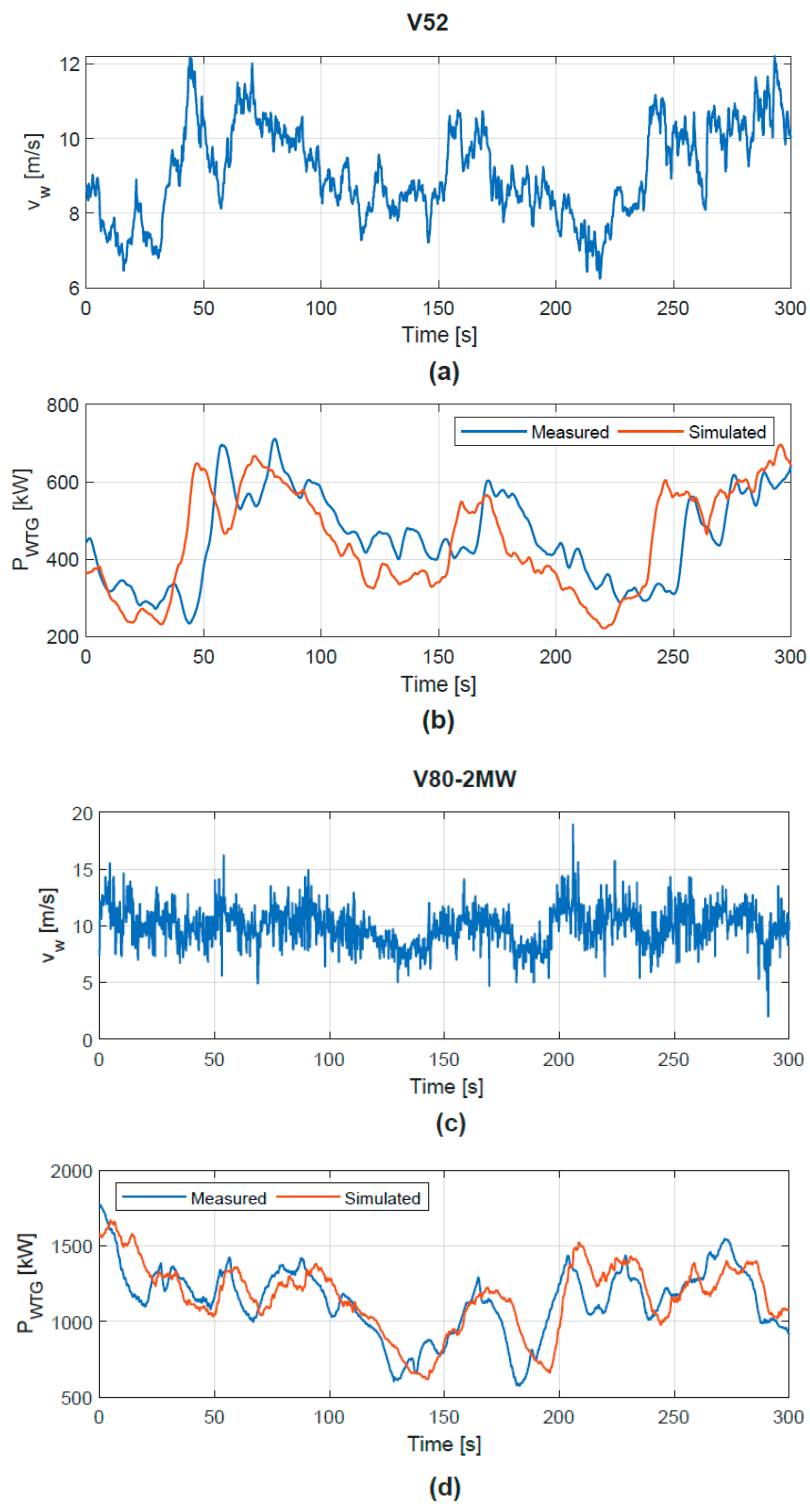 V52
12
10
8
6
v_w [m/s]
0 50 100 150 200 250 300
Time [s]
(a)
800
600
400
200
P_WTG [kW]
Measured Simulated
0 50 100 150 200 250 300
Time [s]
(b)
V80-2MW
20
15
10
5
0
v_w [m/s]
0 50 100 150 200 250 300
Time [s]
(c)
2000
1500
1000
500
P_WTG [kW]
Measured Simulated
0 50 100 150 200 250 300
Time [s]
(d)